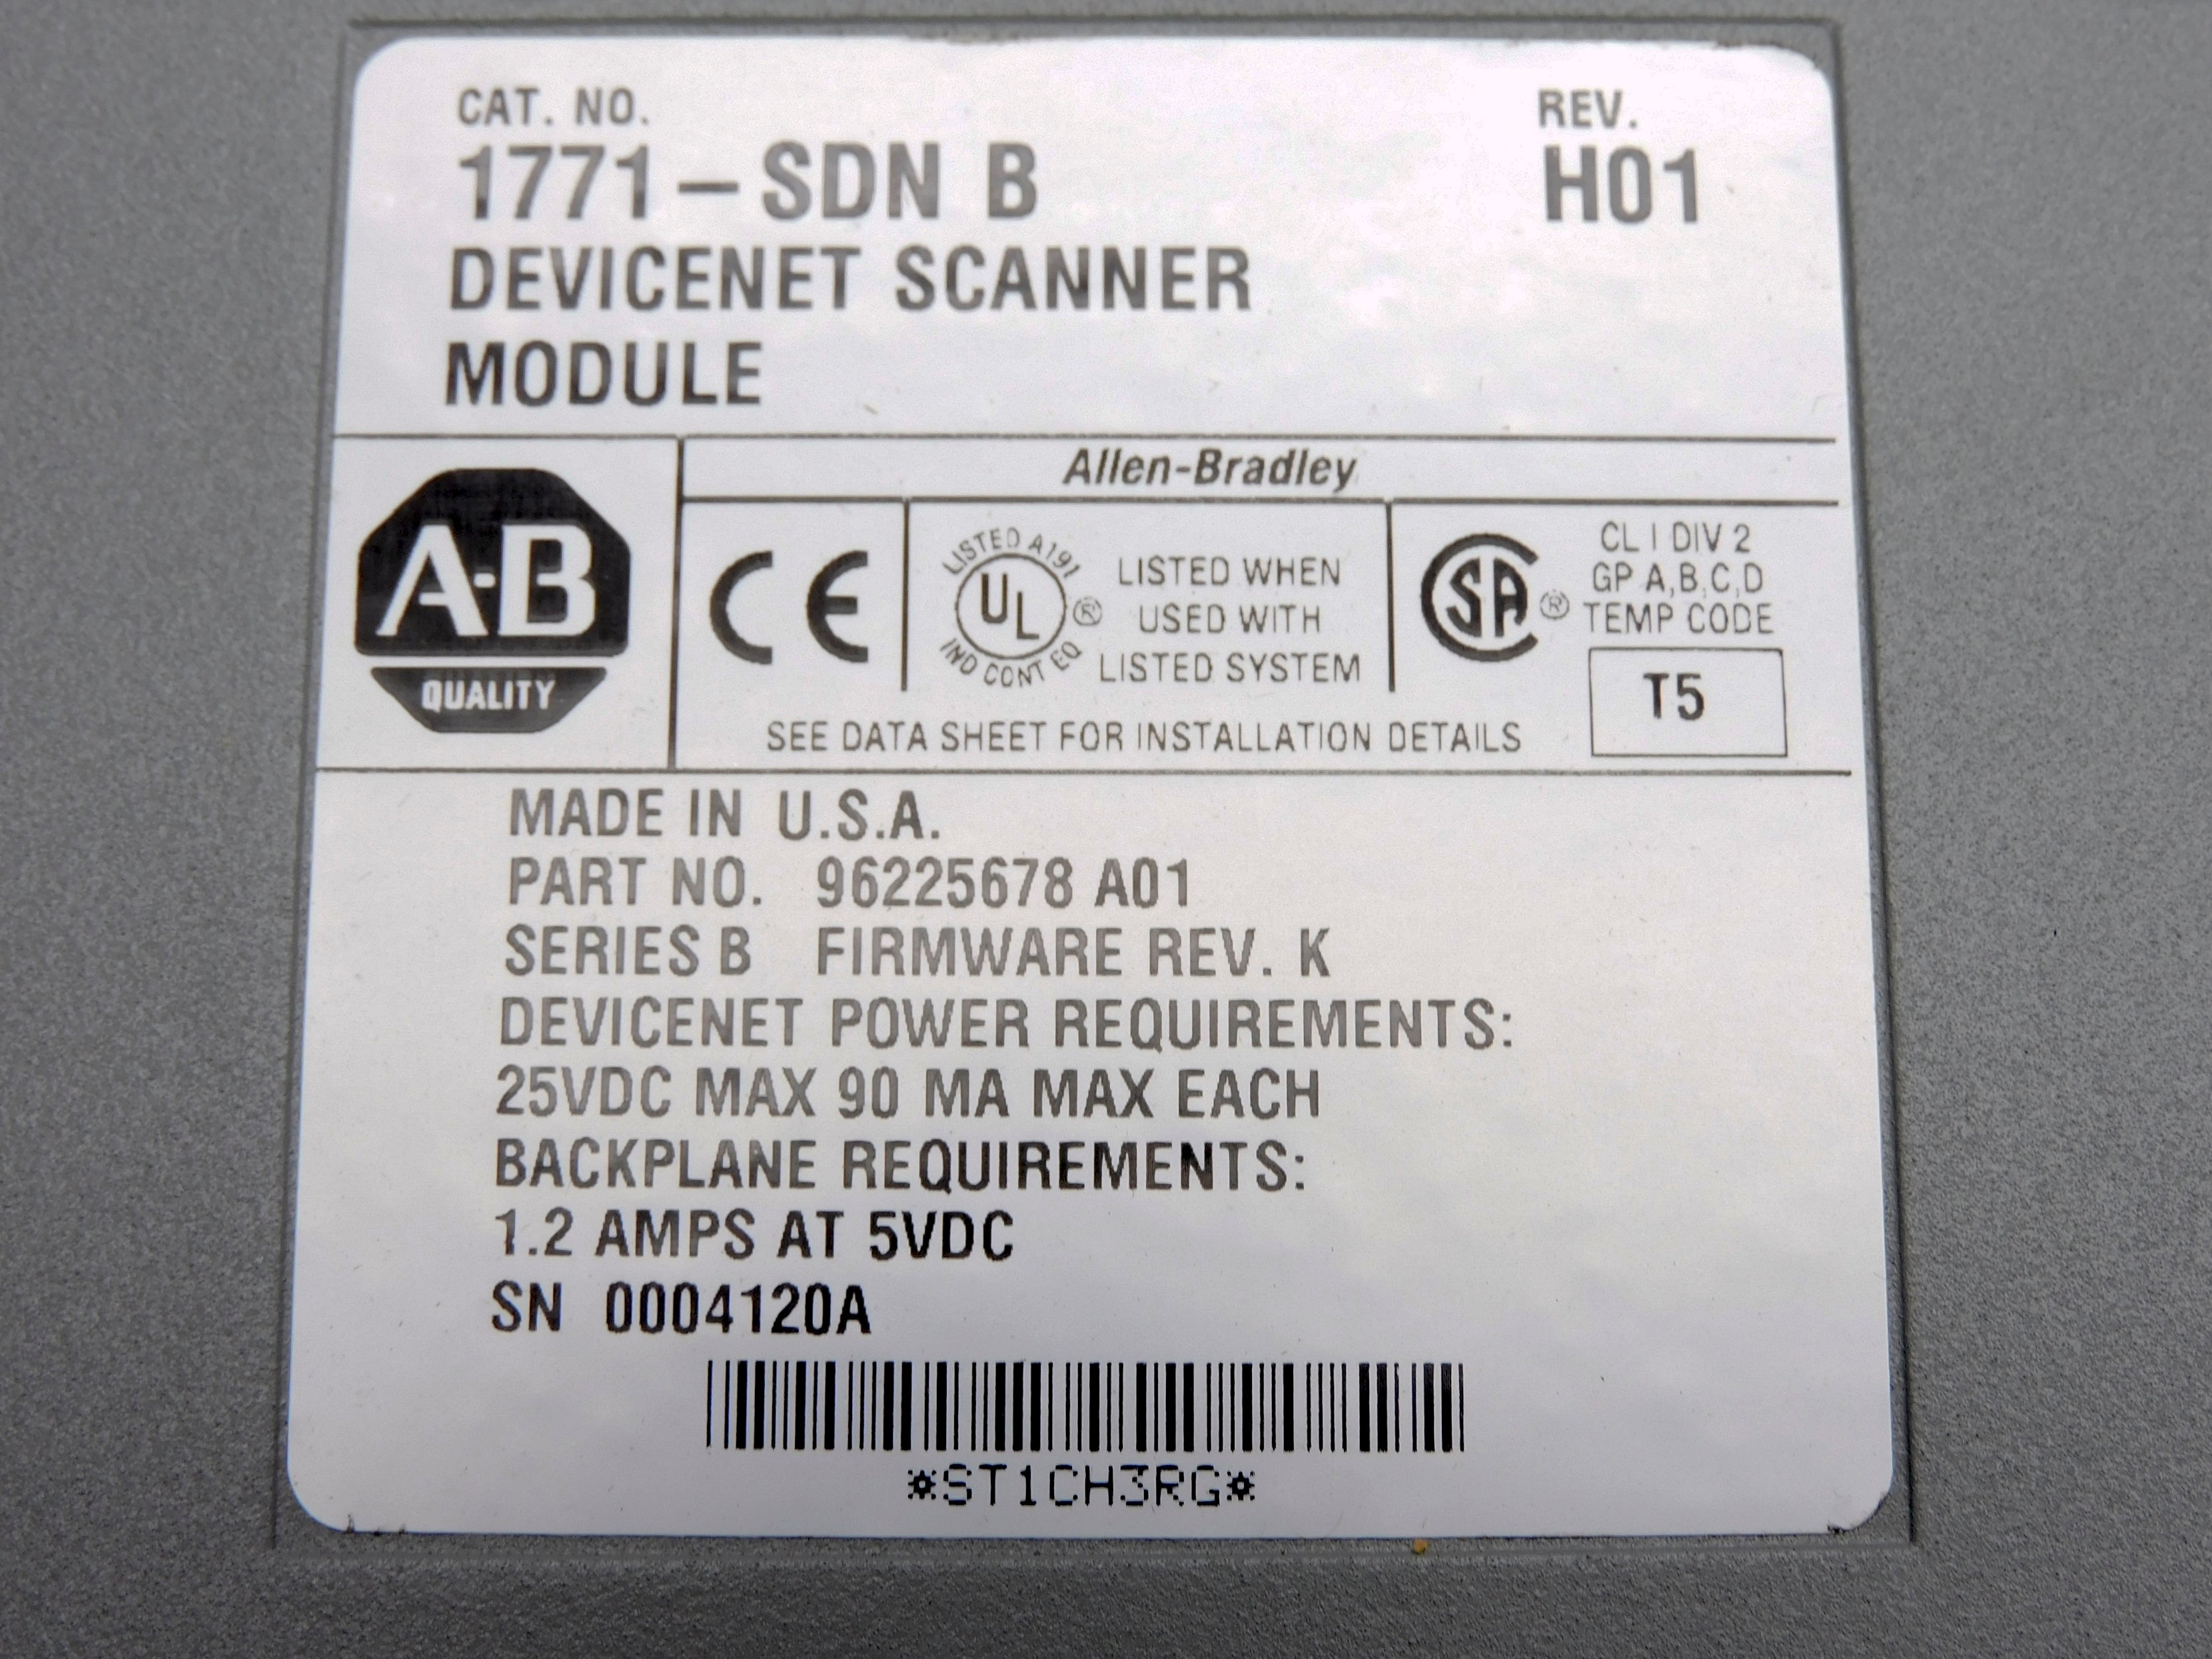 CAT. NO.
REV.
1771-SDN B
H01
DEVICENET SCANNER
MODULE
A-B
QUALITY
Allen-Bradley
CE
LISTED A191
UL ®
IND CONT EQ
LISTED WHEN
USED WITH
LISTED SYSTEM
SA ®
CL I DIV 2
GP A,B,C,D
TEMP CODE
T5
SEE DATA SHEET FOR INSTALLATION DETAILS
MADE IN U.S.A.
PART NO. 96225678 A01
SERIES B FIRMWARE REV. K
DEVICENET POWER REQUIREMENTS:
25VDC MAX 90 MA MAX EACH
BACKPLANE REQUIREMENTS:
1.2 AMPS AT 5VDC
SN 0004120A
*ST1CH3RG*